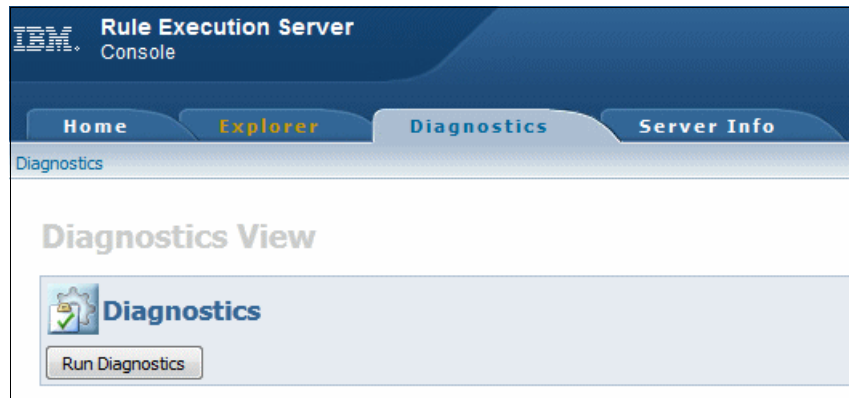 IBM. Rule Execution Server
Console
Home Explorer Diagnostics Server Info
Diagnostics
Diagnostics View
Diagnostics
Run Diagnostics